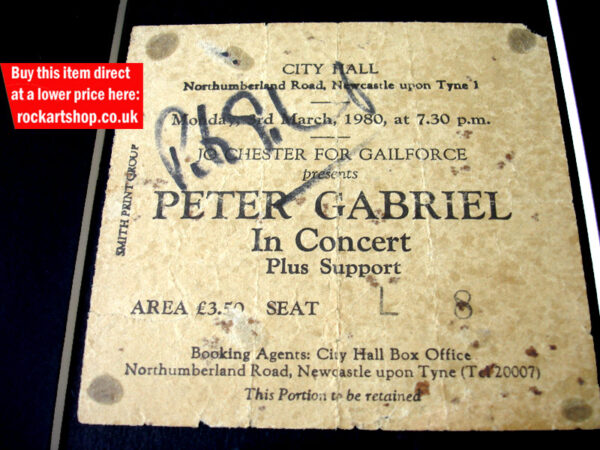 Buy this item direct
at a lower price here:
rockartshop.co.uk
CITY HALL
Northumberland Road, Newcastle upon Tyne 1
Monday, 3rd March, 1980, at 7.30 p.m.
JO CHESTER FOR GAILFORCE
presents
PETER GABRIEL
In Concert
Plus Support
AREA £3.50 SEAT L 8
Booking Agents: City Hall Box Office
Northumberland Road, Newcastle upon Tyne (Tel 20007)
This Portion to be retained
SMITH PRINT GROUP